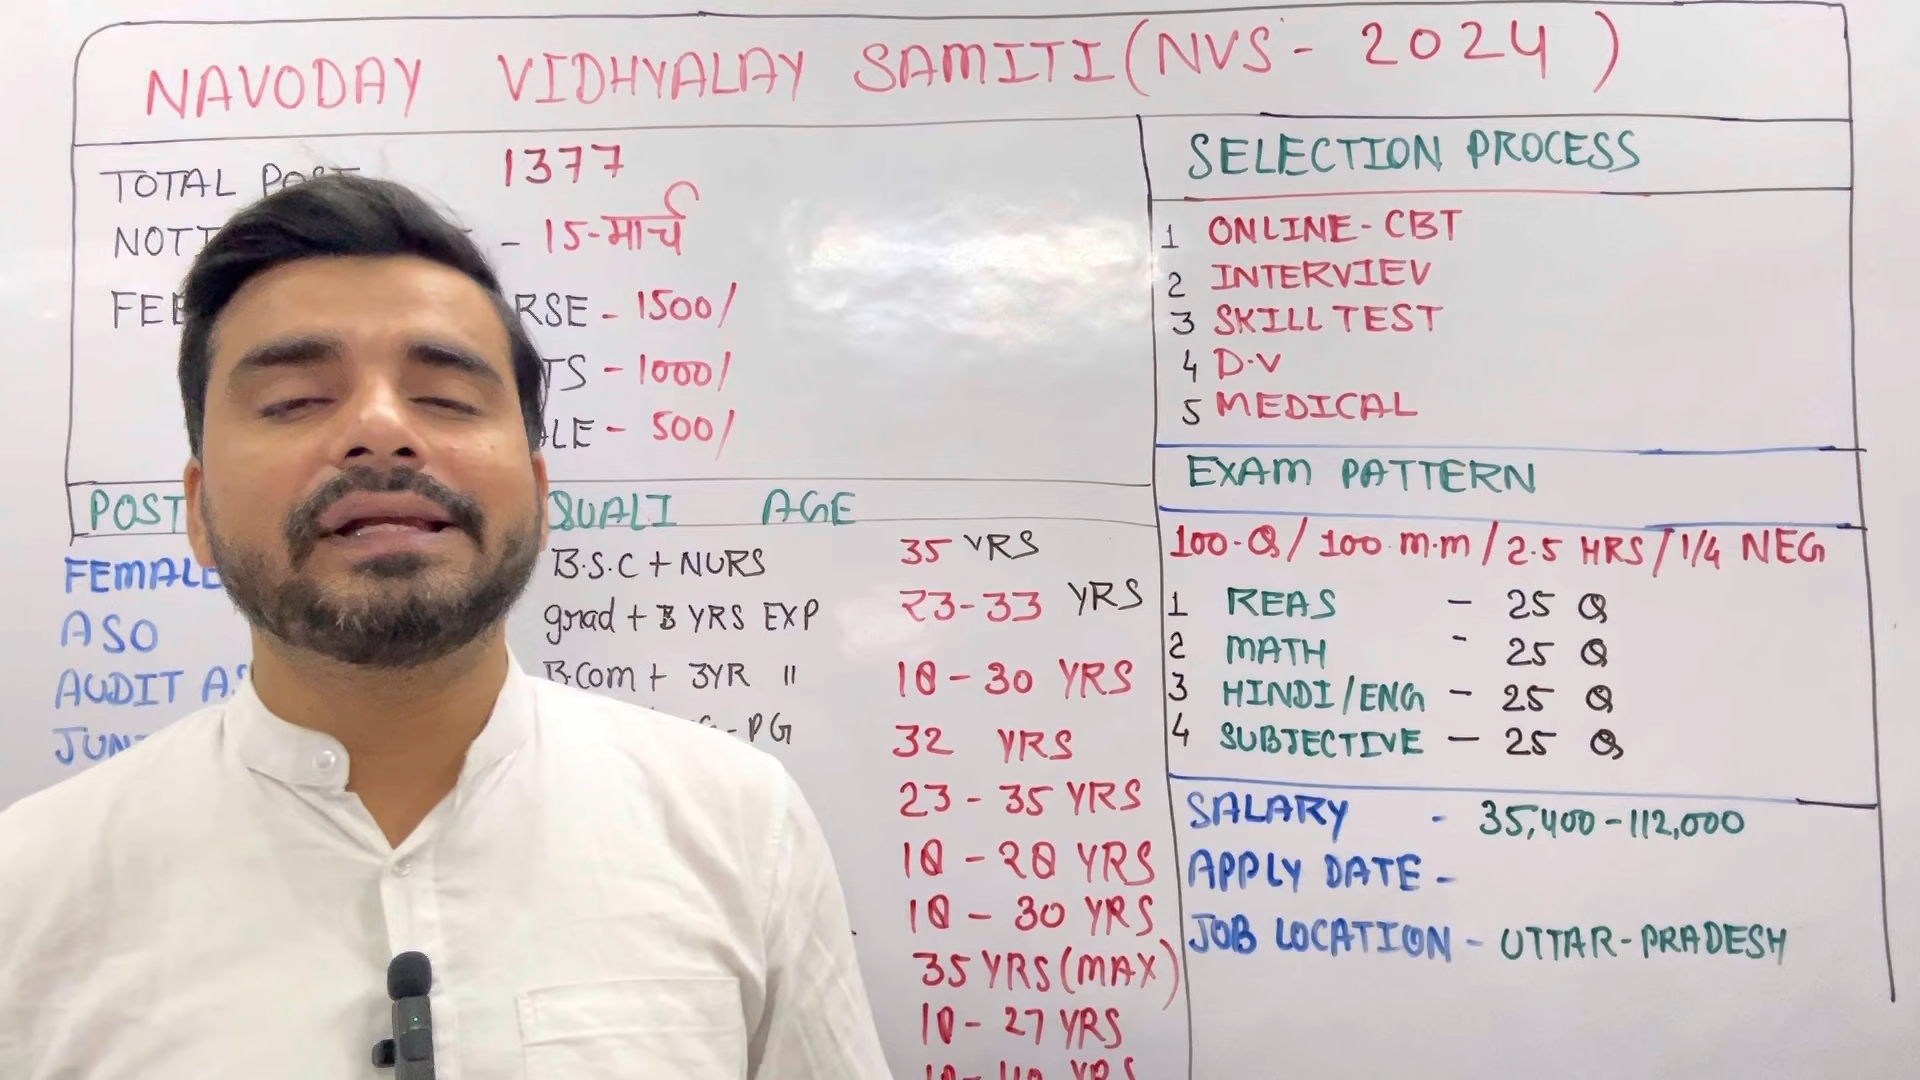 NAVODAY VIDHYALAY SAMITI (NVS - 2024 )
TOTAL POST 1377
- 15-मार्च
RSE - 1500/
TS - 1000/
LE - 500/
POST QUALI AGE
FEMALE B.S.C + NURS 35 YRS
ASO grad + 3 YRS EXP 23-33 YRS
AUDIT AS B.Com + 3YR " 18 - 30 YRS
JUN - PG 32 YRS
23 - 35 YRS
18 - 28 YRS
18 - 30 YRS
35 YRS (MAX)
18 - 27 YRS
SELECTION PROCESS
1 ONLINE - CBT
2 INTERVIEV
3 SKILL TEST
4 D.V
5 MEDICAL
EXAM PATTERN
100-Q / 100 m.m / 2.5 HRS / 1/4 NEG
1 REAS - 25 Q
2 MATH - 25 Q
3 HINDI/ENG - 25 Q
4 SUBJECTIVE - 25 Q
SALARY - 35,400-112,000
APPLY DATE -
JOB LOCATION - UTTAR-PRADESH